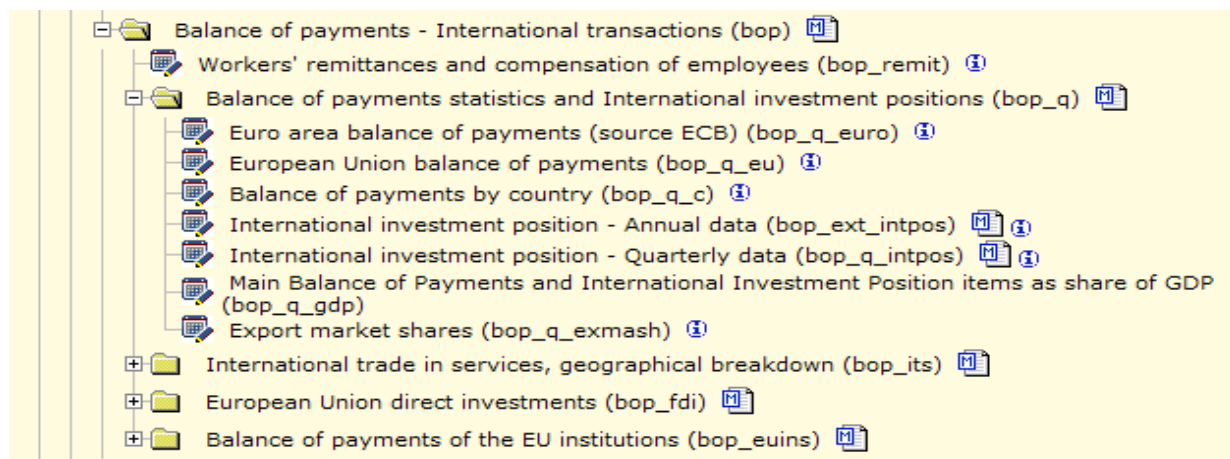 Balance of payments - International transactions (bop)
Workers' remittances and compensation of employees (bop_remit)
Balance of payments statistics and International investment positions (bop_q)
Euro area balance of payments (source ECB) (bop_q_euro)
European Union balance of payments (bop_q_eu)
Balance of payments by country (bop_q_c)
International investment position - Annual data (bop_ext_intpos)
International investment position - Quarterly data (bop_q_intpos)
Main Balance of Payments and International Investment Position items as share of GDP
(bop_q_gdp)
Export market shares (bop_q_exmash)
International trade in services, geographical breakdown (bop_its)
European Union direct investments (bop_fdi)
Balance of payments of the EU institutions (bop_euins)